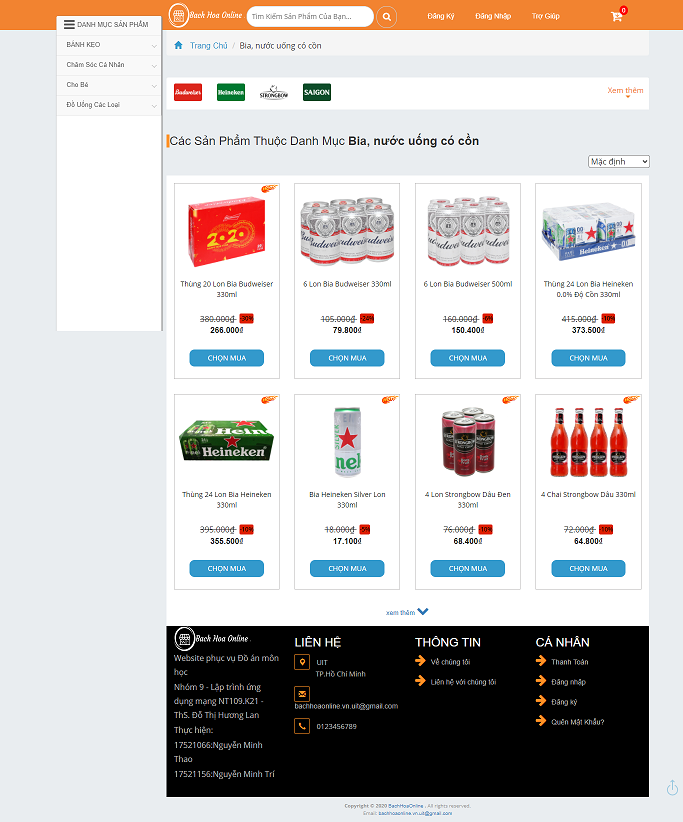 Bach Hoa Online
Tìm Kiếm Sản Phẩm Của Bạn...
Đăng Ký
Đăng Nhập
Trợ Giúp
0
DANH MỤC SẢN PHẨM
BÁNH KẸO
Chăm Sóc Cá Nhân
Cho Bé
Đồ Uống Các Loại
Trang Chủ / Bia, nước uống có cồn
Budweiser
Heineken
STRONGBOW
SAIGON
Xem thêm
Các Sản Phẩm Thuộc Danh Mục Bia, nước uống có cồn
Mặc định
Thùng 20 Lon Bia Budweiser
330ml
380.000₫ -30%
266.000₫
CHỌN MUA
6 Lon Bia Budweiser 330ml
105.000₫ -24%
79.800₫
CHỌN MUA
6 Lon Bia Budweiser 500ml
160.000₫ -6%
150.400₫
CHỌN MUA
Thùng 24 Lon Bia Heineken
0.0% Độ Cồn 330ml
415.000₫ -10%
373.500₫
CHỌN MUA
Thùng 24 Lon Bia Heineken
330ml
395.000₫ -10%
355.500₫
CHỌN MUA
Bia Heineken Silver Lon
330ml
18.000₫ -5%
17.100₫
CHỌN MUA
4 Lon Strongbow Dâu Đen
330ml
76.000₫ -10%
68.400₫
CHỌN MUA
4 Chai Strongbow Dâu 330ml
72.000₫ -10%
64.800₫
CHỌN MUA
xem thêm
Bach Hoa Online
Website phục vụ Đồ án môn
học
Nhóm 9 - Lập trình ứng
dụng mạng NT109.K21 -
ThS. Đỗ Thị Hương Lan
Thực hiện:
17521066:Nguyễn Minh
Thao
17521156:Nguyễn Minh Trí
LIÊN HỆ
UIT
TP.Hồ Chí Minh
bachhoaonline.vn.uit@gmail.com
0123456789
THÔNG TIN
Về chúng tôi
Liên hệ với chúng tôi
CÁ NHÂN
Thanh Toán
Đăng nhập
Đăng ký
Quên Mật Khẩu?
Copyright © 2020 BachHoaOnline . All rights reserved.
Email: bachhoaonline.vn.uit@gmail.com